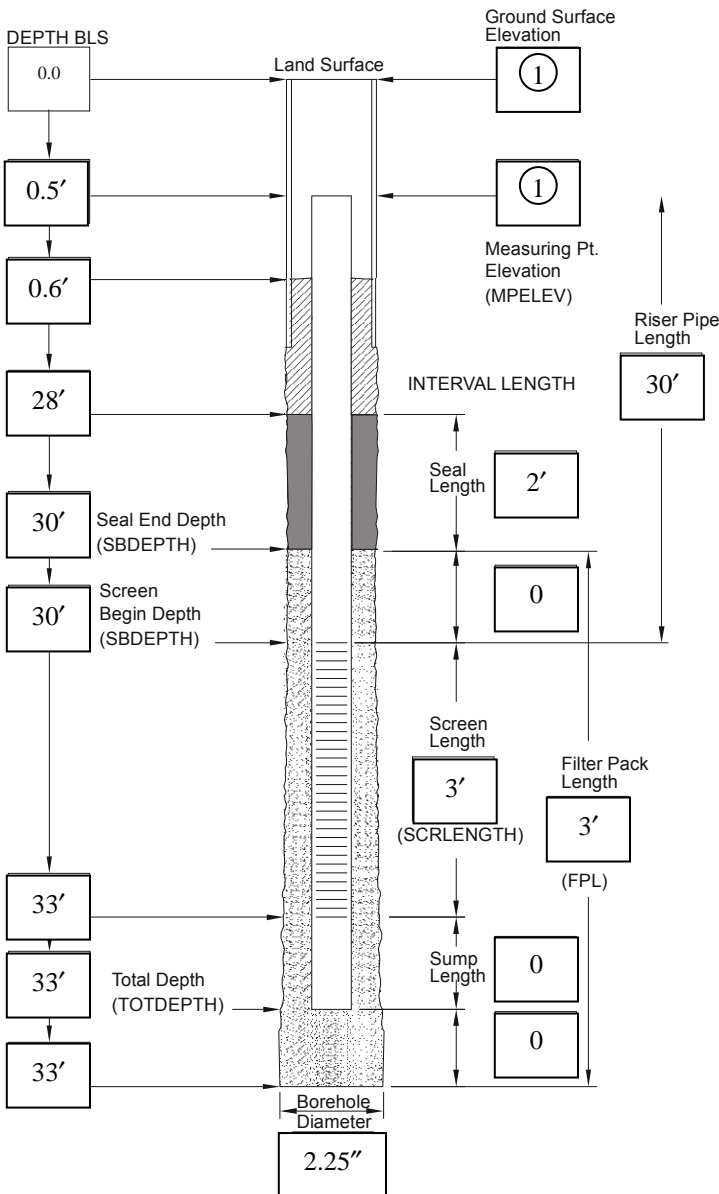 DEPTH BLS
0.0
Land Surface
Ground Surface
Elevation
1
0.5′
1
Measuring Pt.
Elevation
(MPELEV)
0.6′
Riser Pipe
Length
30′
28′
INTERVAL LENGTH
Seal
Length
2′
30′
Seal End Depth
(SBDEPTH)
0
30′
Screen
Begin Depth
(SBDEPTH)
Screen
Length
3′
(SCRLENGTH)
Filter Pack
Length
3′
(FPL)
33′
Sump
Length
0
33′
Total Depth
(TOTDEPTH)
0
33′
Borehole
Diameter
2.25″